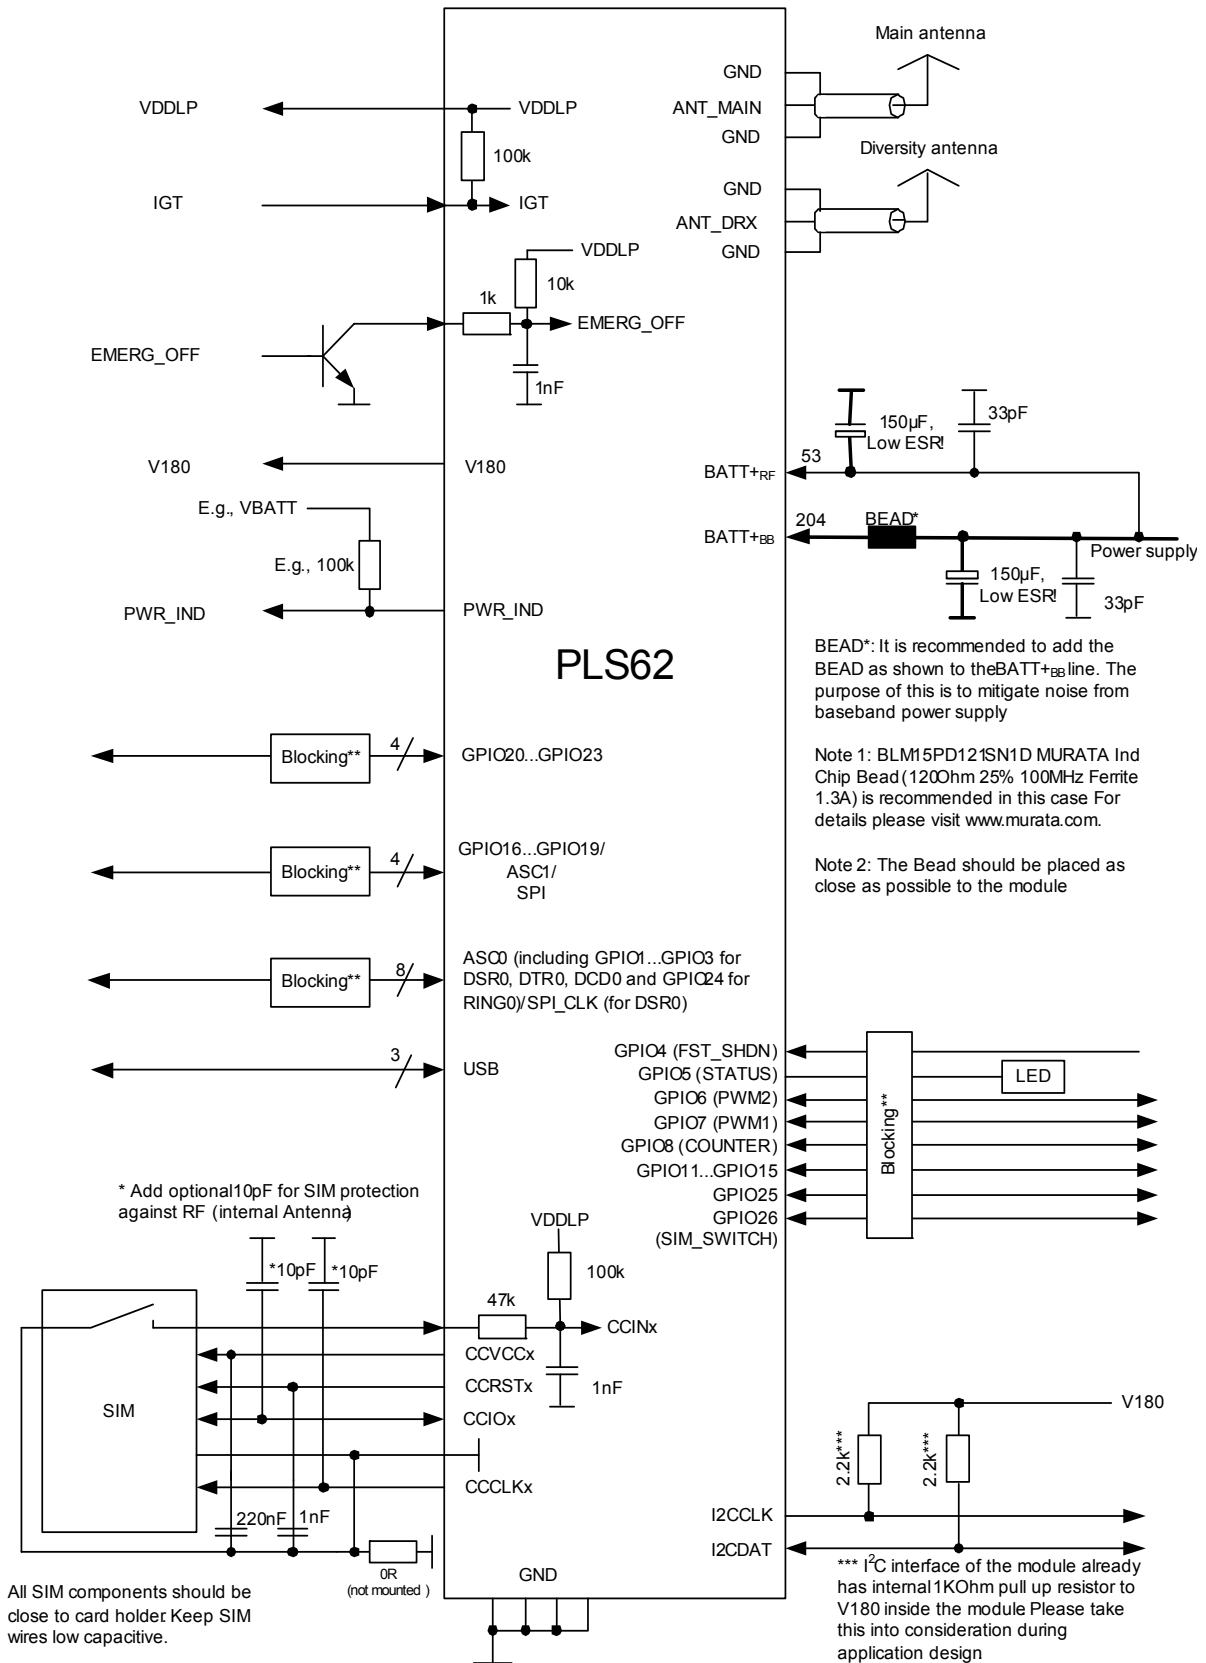 Main antenna
GND
VDDLP
VDDLP
ANT_MAIN
GND
100k
Diversity antenna
GND
IGT
IGT
ANT_DRX
GND
VDDLP
10k
1k
EMERG_OFF
EMERG_OFF
1nF
150µF,
Low ESR!
33pF
V180
V180
BATT+RF
53
E.g., VBATT
204
BEAD*
BATT+BB
Power supply
E.g., 100k
150µF,
Low ESR!
33pF
PWR_IND
PWR_IND
PLS62
BEAD*: It is recommended to add the
BEAD as shown to theBATT+BB line. The
purpose of this is to mitigate noise from
baseband power supply
Blocking**
4
GPIO20...GPIO23
Note 1: BLM15PD121SN1D MURATA Ind
Chip Bead (120Ohm 25% 100MHz Ferrite
1.3A) is recommended in this case. For
details please visit www.murata.com.
Blocking**
4
GPIO16...GPIO19/
ASC1/
SPI
Note 2: The Bead should be placed as
close as possible to the module
Blocking**
8
ASC0 (including GPIO1...GPIO3 for
DSR0, DTR0, DCD0 and GPIO24 for
RING0)/SPI_CLK (for DSR0)
3
USB
GPIO4 (FST_SHDN)
GPIO5 (STATUS)
LED
GPIO6 (PWM2)
GPIO7 (PWM1)
GPIO8 (COUNTER)
GPIO11...GPIO15
GPIO25
GPIO26
(SIM_SWITCH)
Blocking**
* Add optional10pF for SIM protection
against RF (internal Antenna)
VDDLP
*10pF
*10pF
100k
47k
CCINx
CCVCCx
1nF
CCRSTx
SIM
CCIOx
CCCLKx
V180
2.2k***
2.2k***
220nF
1nF
I2CCLK
I2CDAT
0R
(not mounted )
GND
All SIM components should be
close to card holder. Keep SIM
wires low capacitive.
*** I2C interface of the module already
has internal 1KOhm pull up resistor to
V180 inside the module. Please take
this into consideration during
application design